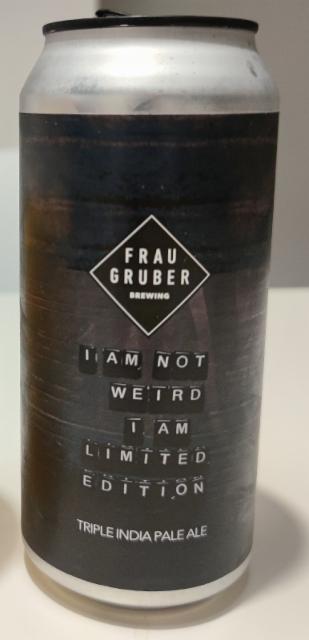 FRAU
GRUBER
BREWING
I AM NOT
WEIRD
I AM
LIMITED
EDITION
TRIPLE INDIA PALE ALE